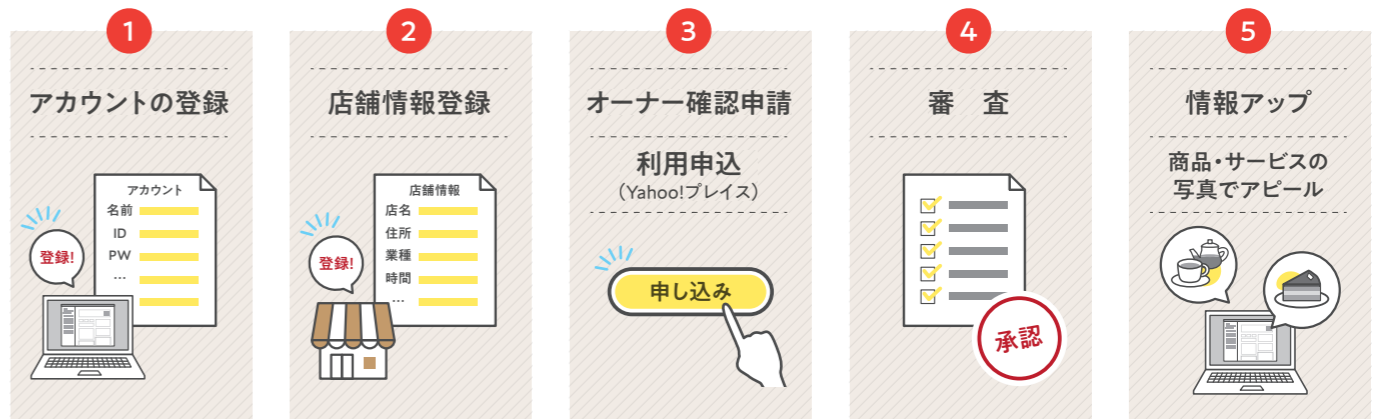 1
アカウントの登録
アカウント
名前
ID
PW
…
登録!
2
店舗情報登録
店舗情報
店名
住所
業種
時間
…
登録!
3
オーナー確認申請
利用申込
(Yahoo!プレイス)
申し込み
4
審 査
承認
5
情報アップ
商品・サービスの
写真でアピール